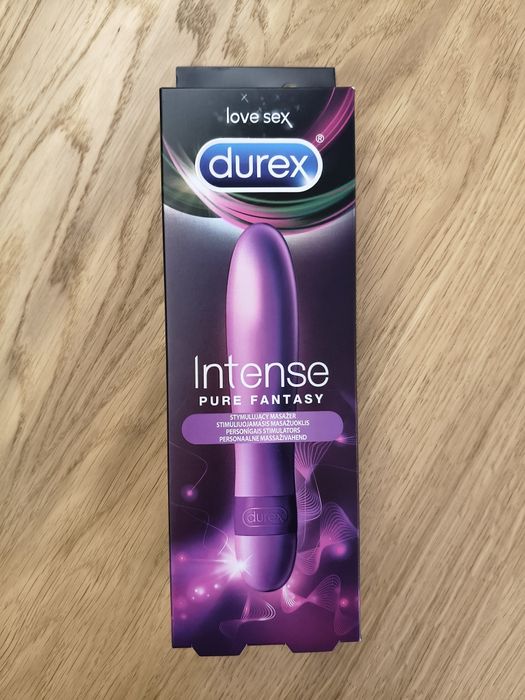 love sex
durex®
Intense
PURE FANTASY
STYMULUJĄCY MASAŻER
STIMULIUOJAMASIS MASAŽUOKLIS
PERSONĪGAIS STIMULATORS
PERSONAALNE MASSAAŽIVAHEND
durex